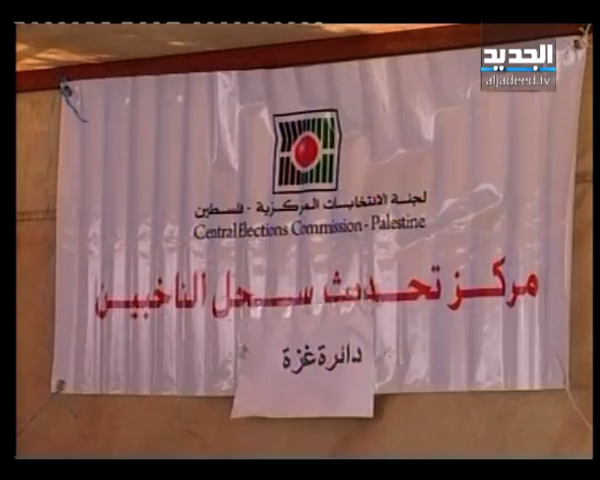 الجديد
aljadeed.tv
لجنة الانتخابات المركزية - فلسطين
Central Elections Commission - Palestine
مركز تحديث سجل الناخبين
دائرة غزة